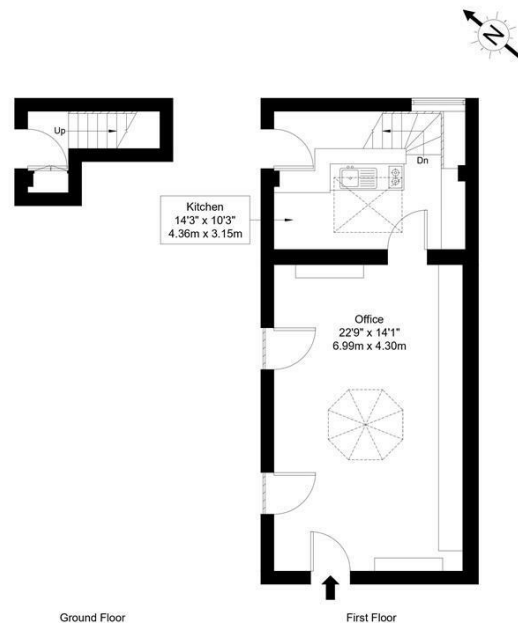 N
Up
Dn
Kitchen
14'3" x 10'3"
4.36m x 3.15m
Office
22'9" x 14'1"
6.99m x 4.30m
Ground Floor
First Floor